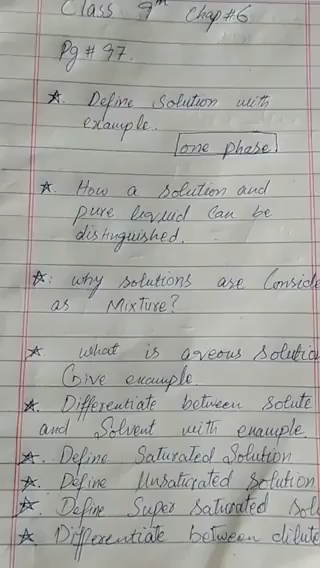 Class 9th Chap #6
Pg # 97.
☆. Define solution with
example.
one phase
☆. How a solution and
pure liquid can be
distinguished.
☆: why solutions are Conside
as Mixture?
☆ what is aqeous solutio
Give example.
☆. Differentiate between solute
and Solvent with example.
☆. Define Saturated Solution
☆. Define Unsaturated solution
☆. Define Super saturated sol
☆ Differentiate between dilute